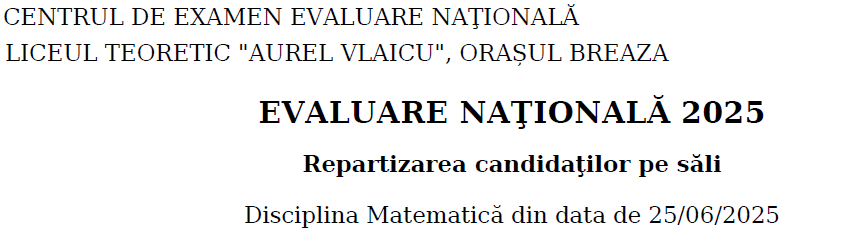 CENTRUL DE EXAMEN EVALUARE NAŢIONALĂ
LICEUL TEORETIC "AUREL VLAICU", ORAȘUL BREAZA
EVALUARE NAŢIONALĂ 2025
Repartizarea candidaţilor pe săli
Disciplina Matematică din data de 25/06/2025